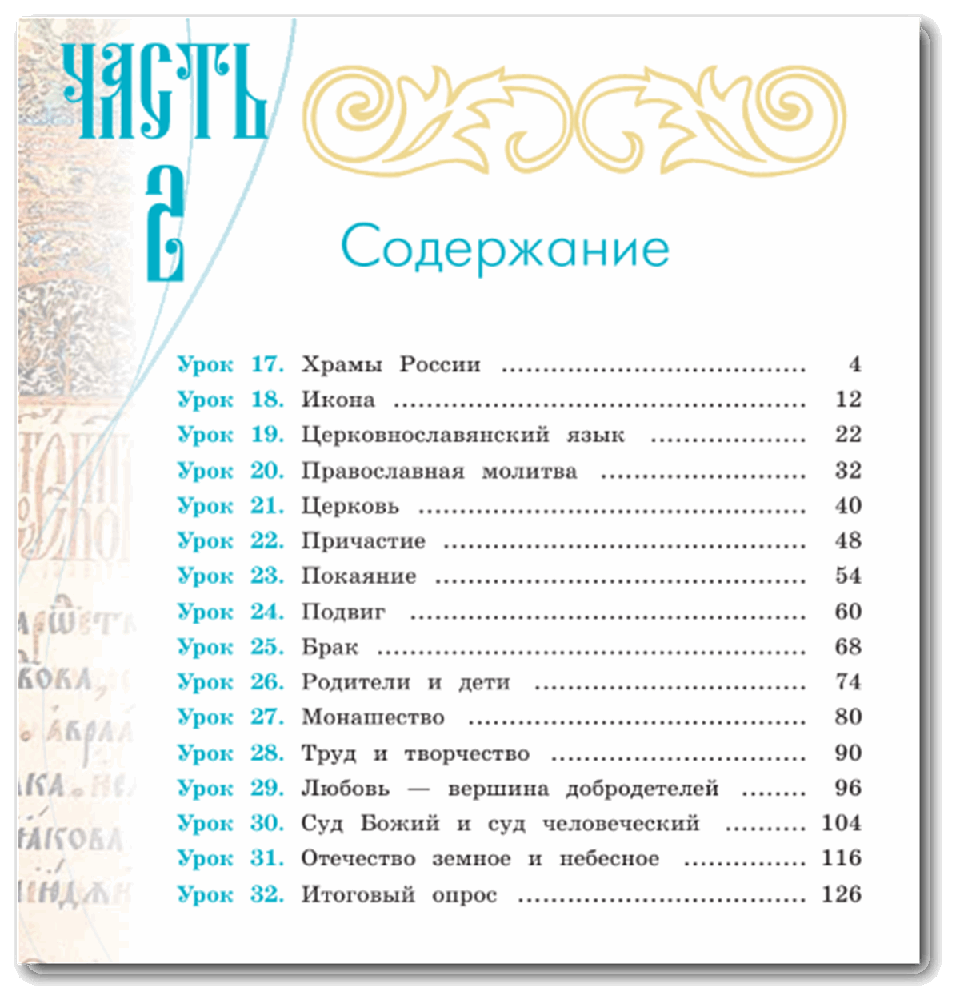 Часть
2
Содержание
Урок 17. Храмы России ..................................... 4
Урок 18. Икона .................................................. 12
Урок 19. Церковнославянский язык ................... 22
Урок 20. Православная молитва ......................... 32
Урок 21. Церковь ............................................... 40
Урок 22. Причастие ............................................ 48
Урок 23. Покаяние ............................................. 54
Урок 24. Подвиг ................................................ 60
Урок 25. Брак .................................................... 68
Урок 26. Родители и дети ................................. 74
Урок 27. Монашество ......................................... 80
Урок 28. Труд и творчество ............................... 90
Урок 29. Любовь — вершина добродетелей ........ 96
Урок 30. Суд Божий и суд человеческий .......... 104
Урок 31. Отечество земное и небесное ............... 116
Урок 32. Итоговый опрос ................................... 126